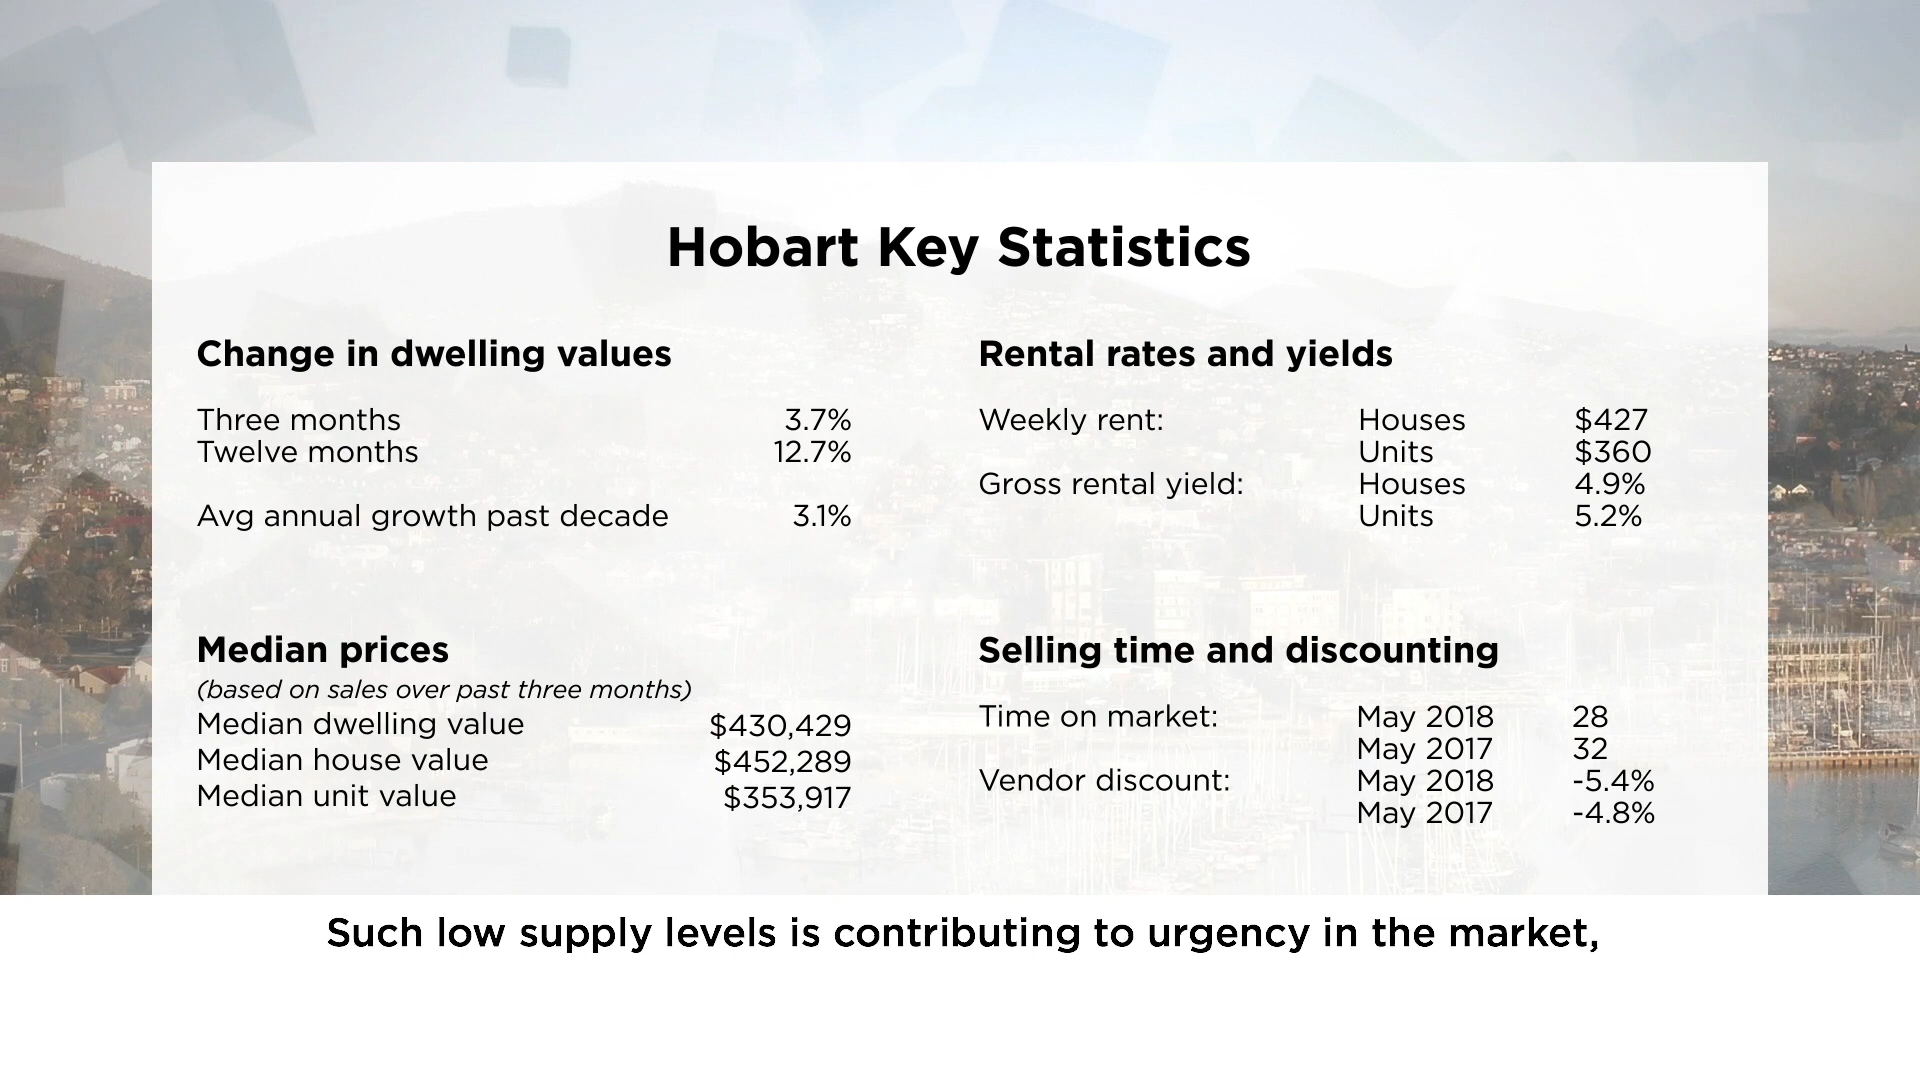 Hobart Key Statistics
Change in dwelling values
Three months 3.7%
Twelve months 12.7%
Avg annual growth past decade 3.1%
Rental rates and yields
Weekly rent: Houses $427
Units $360
Gross rental yield: Houses 4.9%
Units 5.2%
Median prices
(based on sales over past three months)
Median dwelling value $430,429
Median house value $452,289
Median unit value $353,917
Selling time and discounting
Time on market: May 2018 28
May 2017 32
Vendor discount: May 2018 -5.4%
May 2017 -4.8%
Such low supply levels is contributing to urgency in the market,